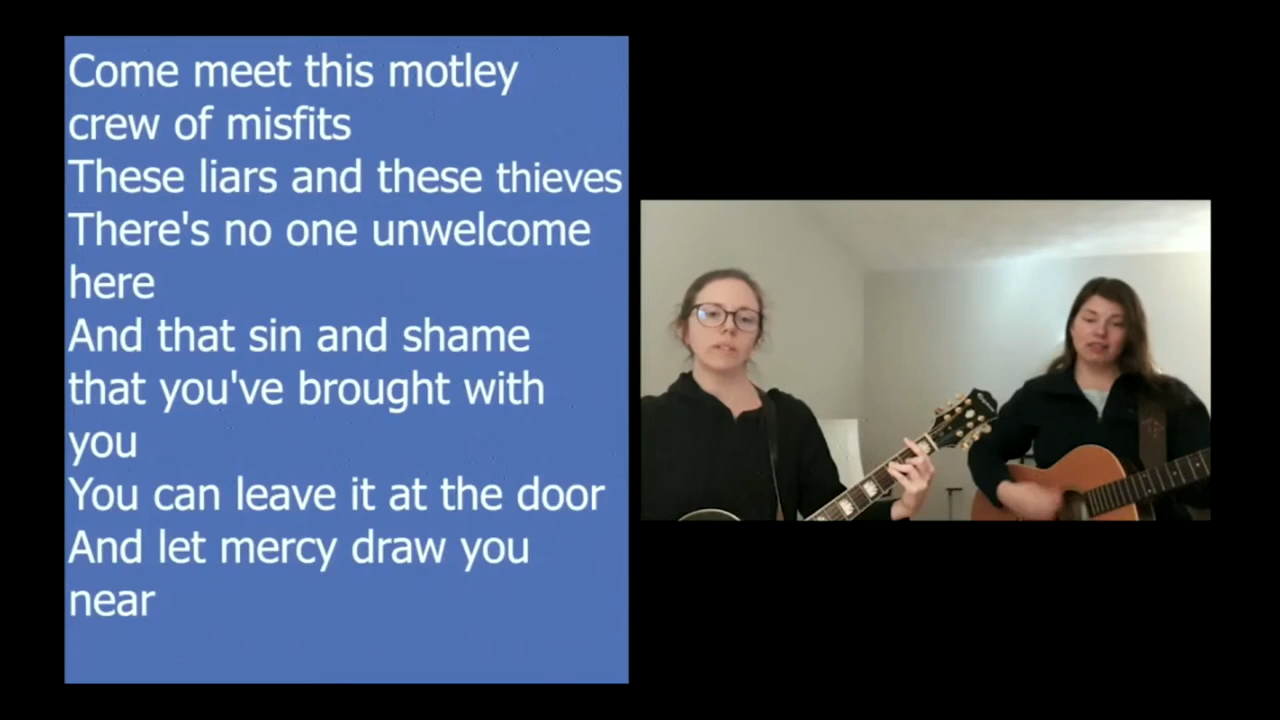 Come meet this motley
crew of misfits
These liars and these thieves
There's no one unwelcome
here
And that sin and shame
that you've brought with
you
You can leave it at the door
And let mercy draw you
near